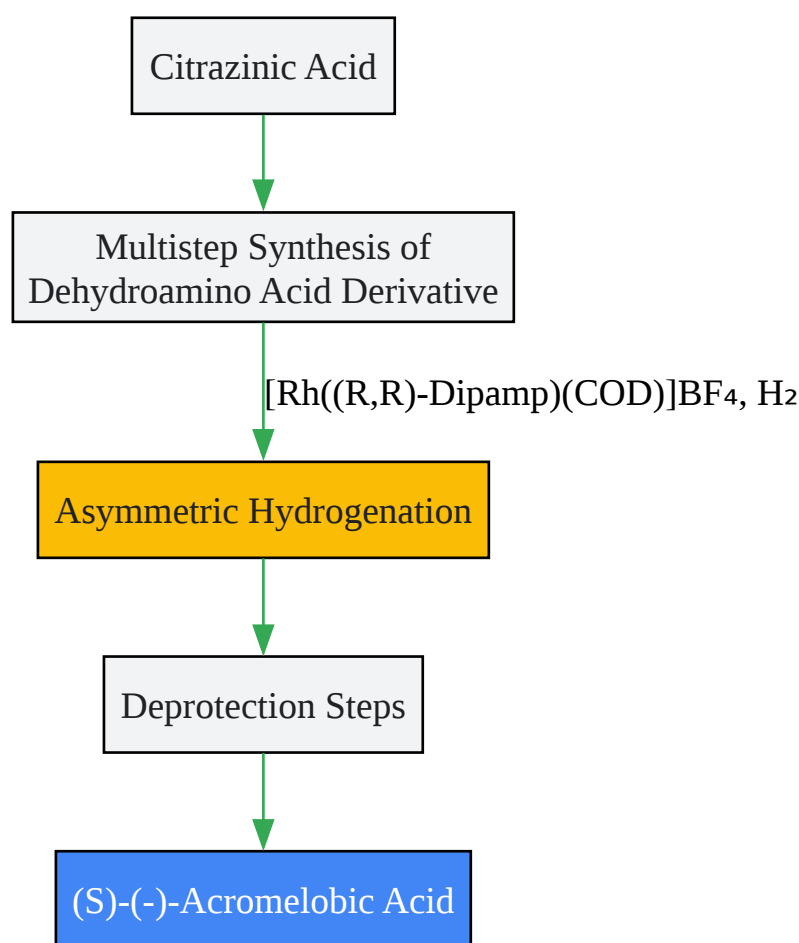 Citrazinic Acid
Multistep Synthesis of
Dehydroamino Acid Derivative
[Rh((R,R)-Dipamp)(COD)]BF₄, H₂
Asymmetric Hydrogenation
Deprotection Steps
(S)-(-)-Acromelobic Acid